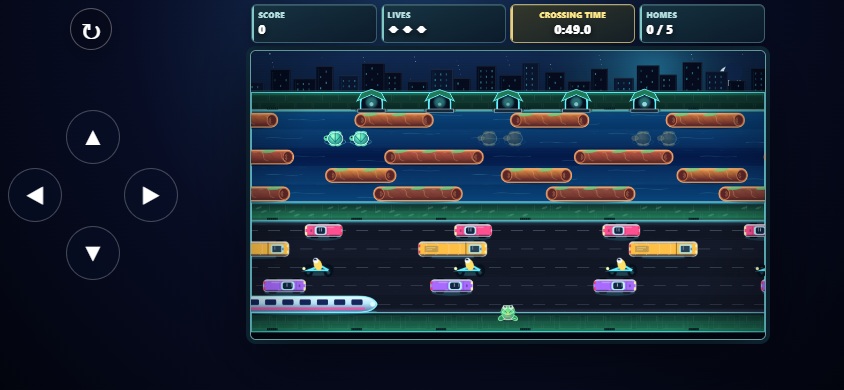 SCORE
0
LIVES
CROSSING TIME
0:49.0
HOMES
0 / 5